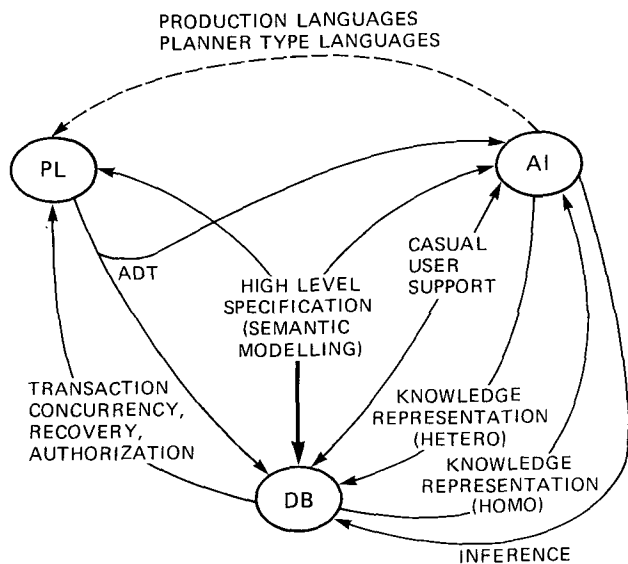 PRODUCTION LANGUAGES
PLANNER TYPE LANGUAGES
PL
AI
ADT
HIGH LEVEL
SPECIFICATION
(SEMANTIC
MODELLING)
CASUAL
USER
SUPPORT
TRANSACTION
CONCURRENCY,
RECOVERY,
AUTHORIZATION
KNOWLEDGE
REPRESENTATION
(HETERO)
KNOWLEDGE
REPRESENTATION
(HOMO)
DB
INFERENCE